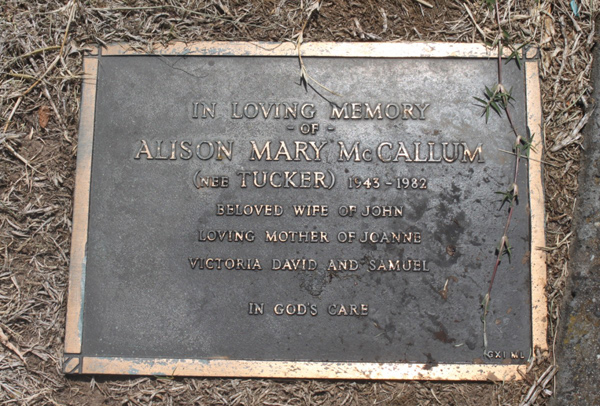 IN LOVING MEMORY
- OF -
ALISON MARY McCALLUM
(NEE TUCKER) 1943 - 1982
BELOVED WIFE OF JOHN
LOVING MOTHER OF JOANNE
VICTORIA DAVID AND SAMUEL
IN GOD'S CARE